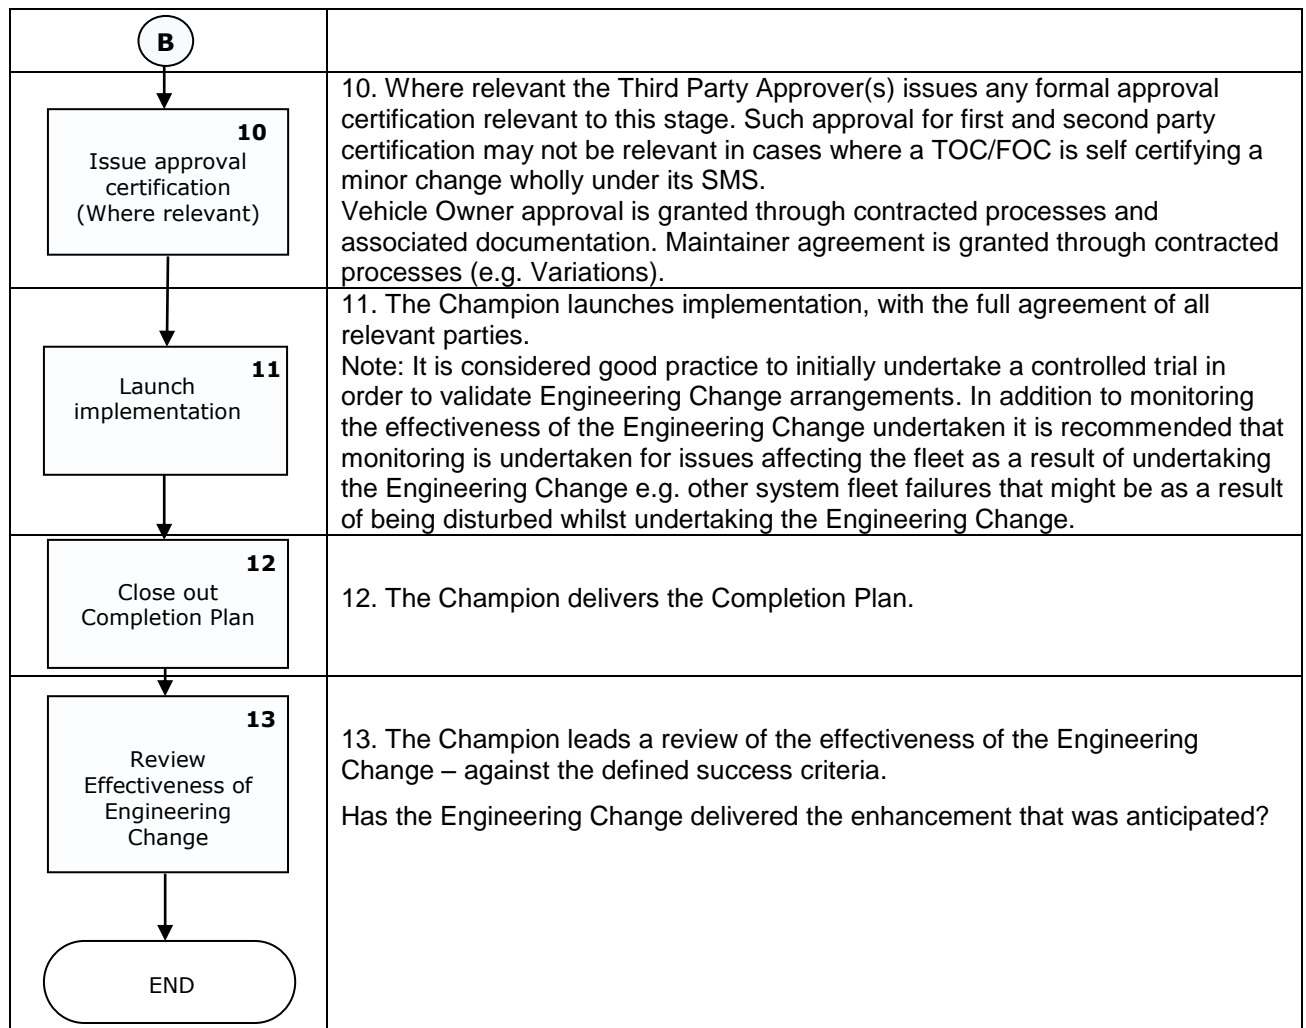 B
10
Issue approval
certification
(Where relevant)
10. Where relevant the Third Party Approver(s) issues any formal approval
certification relevant to this stage. Such approval for first and second party
certification may not be relevant in cases where a TOC/FOC is self certifying a
minor change wholly under its SMS.
Vehicle Owner approval is granted through contracted processes and
associated documentation. Maintainer agreement is granted through contracted
processes (e.g. Variations).
11
Launch
implementation
11. The Champion launches implementation, with the full agreement of all
relevant parties.
Note: It is considered good practice to initially undertake a controlled trial in
order to validate Engineering Change arrangements. In addition to monitoring
the effectiveness of the Engineering Change undertaken it is recommended that
monitoring is undertaken for issues affecting the fleet as a result of undertaking
the Engineering Change e.g. other system fleet failures that might be as a result
of being disturbed whilst undertaking the Engineering Change.
12
Close out
Completion Plan
12. The Champion delivers the Completion Plan.
13
Review
Effectiveness of
Engineering
Change
13. The Champion leads a review of the effectiveness of the Engineering
Change – against the defined success criteria.
Has the Engineering Change delivered the enhancement that was anticipated?
END